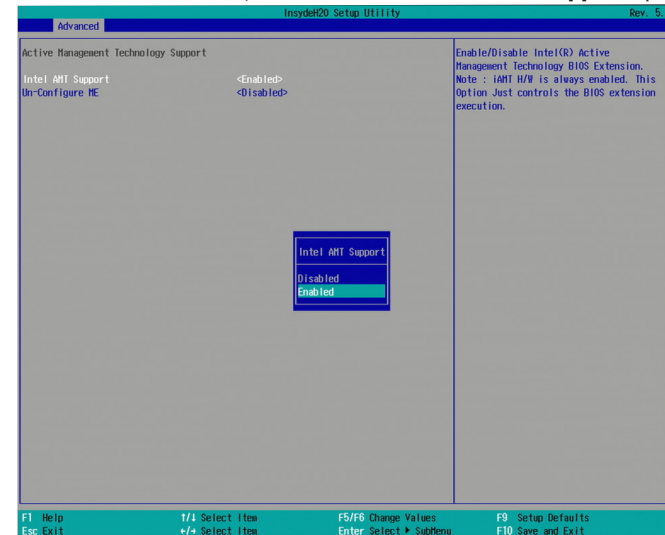 InsydeH20 Setup Utility Rev. 5.
Advanced
Active Management Technology Support
Intel AMT Support <Enabled>
Un-Configure ME <Disabled>
Enable/Disable Intel(R) Active
Management Technology BIOS Extension.
Note : iAMT H/W is always enabled. This
Option Just controls the BIOS extension
execution.
Intel AMT Support
Disabled
Enabled
F1 Help ↑/↓ Select Item F5/F6 Change Values F9 Setup Defaults
Esc Exit ←/→ Select Item Enter Select ▶ SubMenu F10 Save and Exit